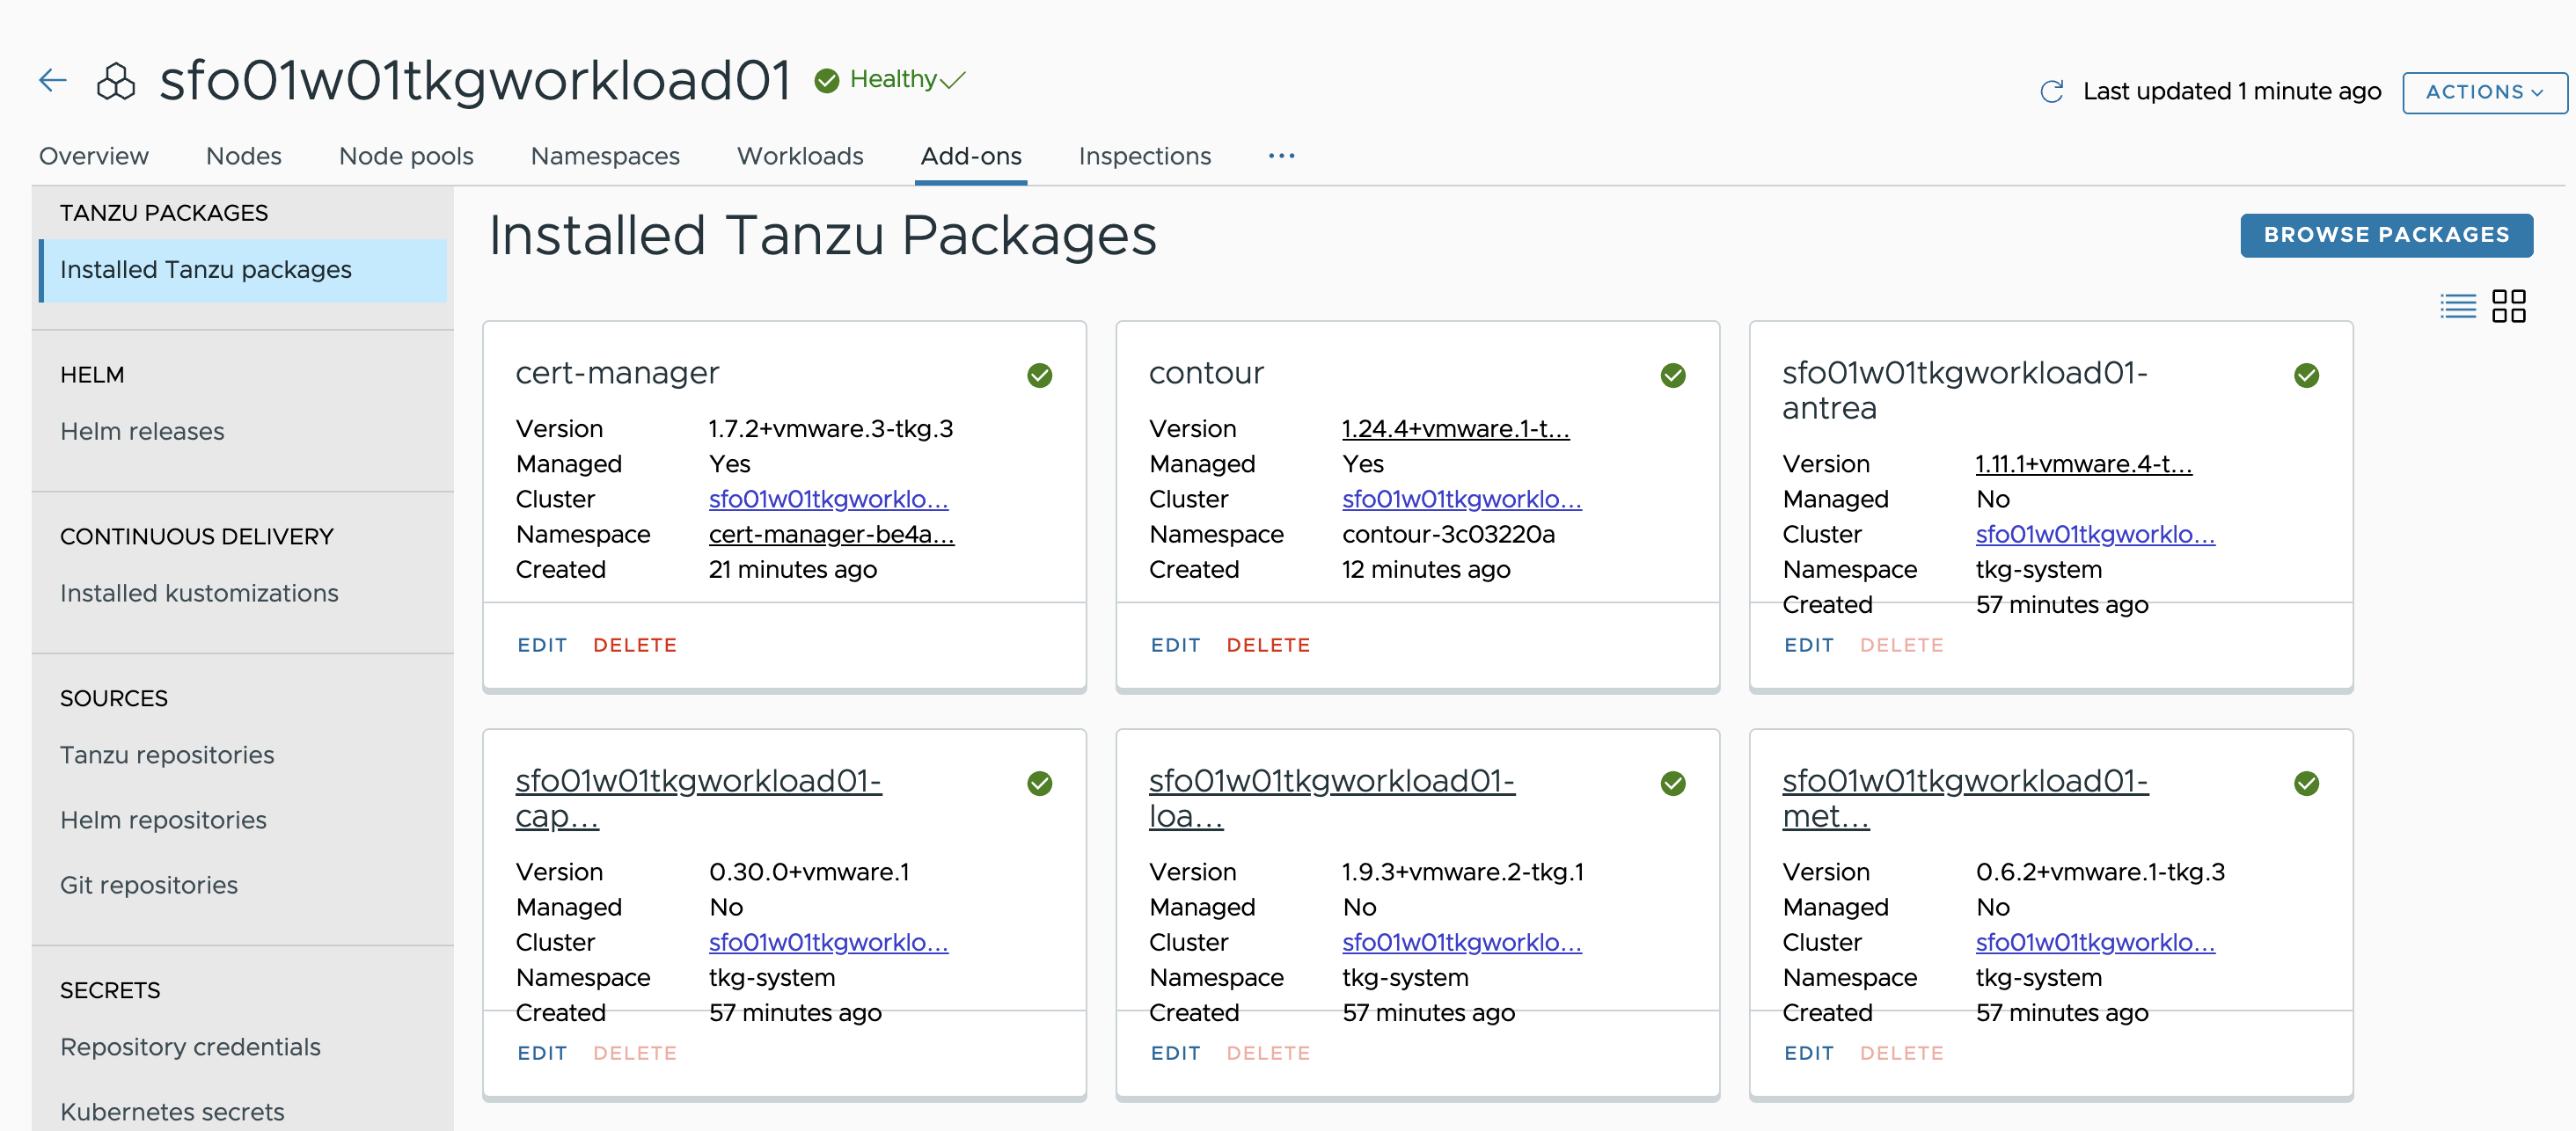 sfo01w01tkgworkload01 Healthy
Last updated 1 minute ago ACTIONS
Overview Nodes Node pools Namespaces Workloads Add-ons Inspections ...
TANZU PACKAGES
Installed Tanzu packages
HELM
Helm releases
CONTINUOUS DELIVERY
Installed kustomizations
SOURCES
Tanzu repositories
Helm repositories
Git repositories
SECRETS
Repository credentials
Kubernetes secrets
Installed Tanzu Packages
BROWSE PACKAGES
cert-manager
Version 1.7.2+vmware.3-tkg.3
Managed Yes
Cluster sfo01w01tkgworklo...
Namespace cert-manager-be4a...
Created 21 minutes ago
EDIT DELETE
contour
Version 1.24.4+vmware.1-t...
Managed Yes
Cluster sfo01w01tkgworklo...
Namespace contour-3c03220a
Created 12 minutes ago
EDIT DELETE
sfo01w01tkgworkload01-
antrea
Version 1.11.1+vmware.4-t...
Managed No
Cluster sfo01w01tkgworklo...
Namespace tkg-system
Created 57 minutes ago
EDIT DELETE
sfo01w01tkgworkload01-
cap...
Version 0.30.0+vmware.1
Managed No
Cluster sfo01w01tkgworklo...
Namespace tkg-system
Created 57 minutes ago
EDIT DELETE
sfo01w01tkgworkload01-
loa...
Version 1.9.3+vmware.2-tkg.1
Managed No
Cluster sfo01w01tkgworklo...
Namespace tkg-system
Created 57 minutes ago
EDIT DELETE
sfo01w01tkgworkload01-
met...
Version 0.6.2+vmware.1-tkg.3
Managed No
Cluster sfo01w01tkgworklo...
Namespace tkg-system
Created 57 minutes ago
EDIT DELETE